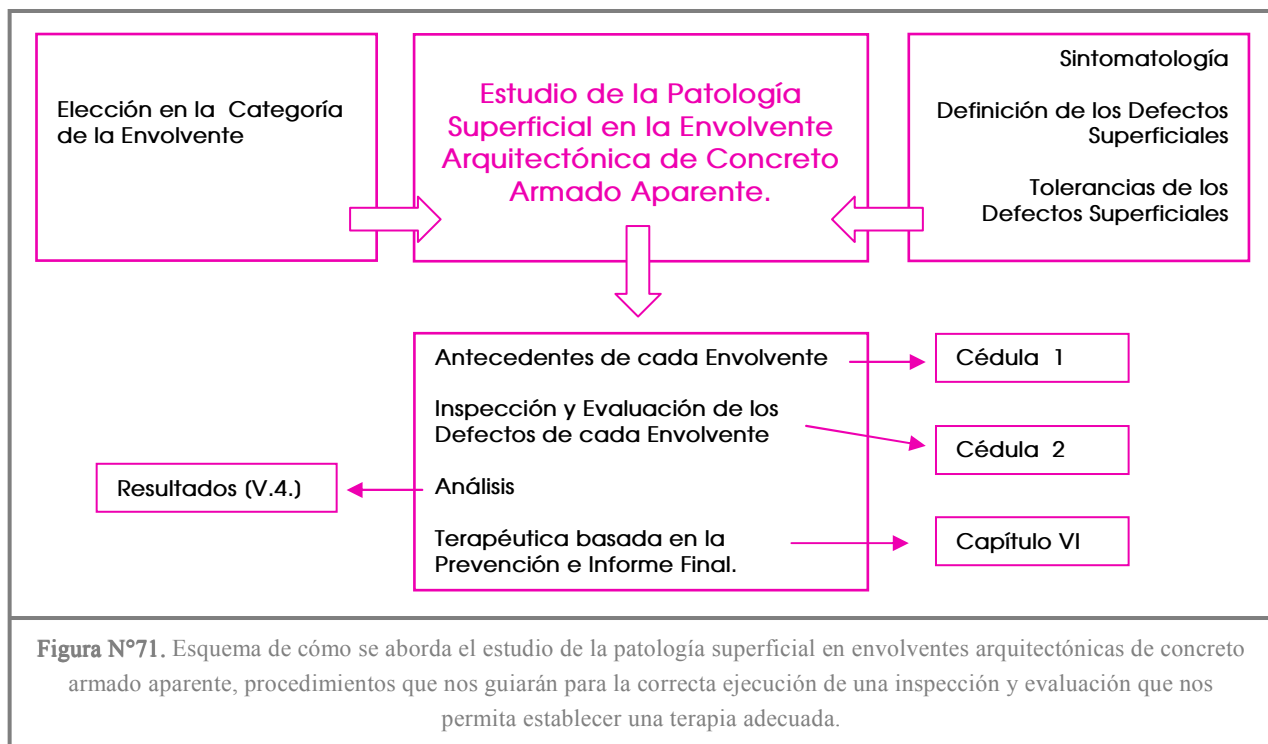 Elección en la Categoría
de la Envolvente
Estudio de la Patología
Superficial en la Envolvente
Arquitectónica de Concreto
Armado Aparente.
Sintomatología
Definición de los Defectos
Superficiales
Tolerancias de los
Defectos Superficiales
Antecedentes de cada Envolvente
Cédula 1
Inspección y Evaluación de los
Defectos de cada Envolvente
Cédula 2
Resultados (V.4.)
Análisis
Terapéutica basada en la
Prevención e Informe Final.
Capítulo VI
Figura N°71. Esquema de cómo se aborda el estudio de la patología superficial en envolventes arquitectónicas de concreto
armado aparente, procedimientos que nos guiarán para la correcta ejecución de una inspección y evaluación que nos
permita establecer una terapia adecuada.